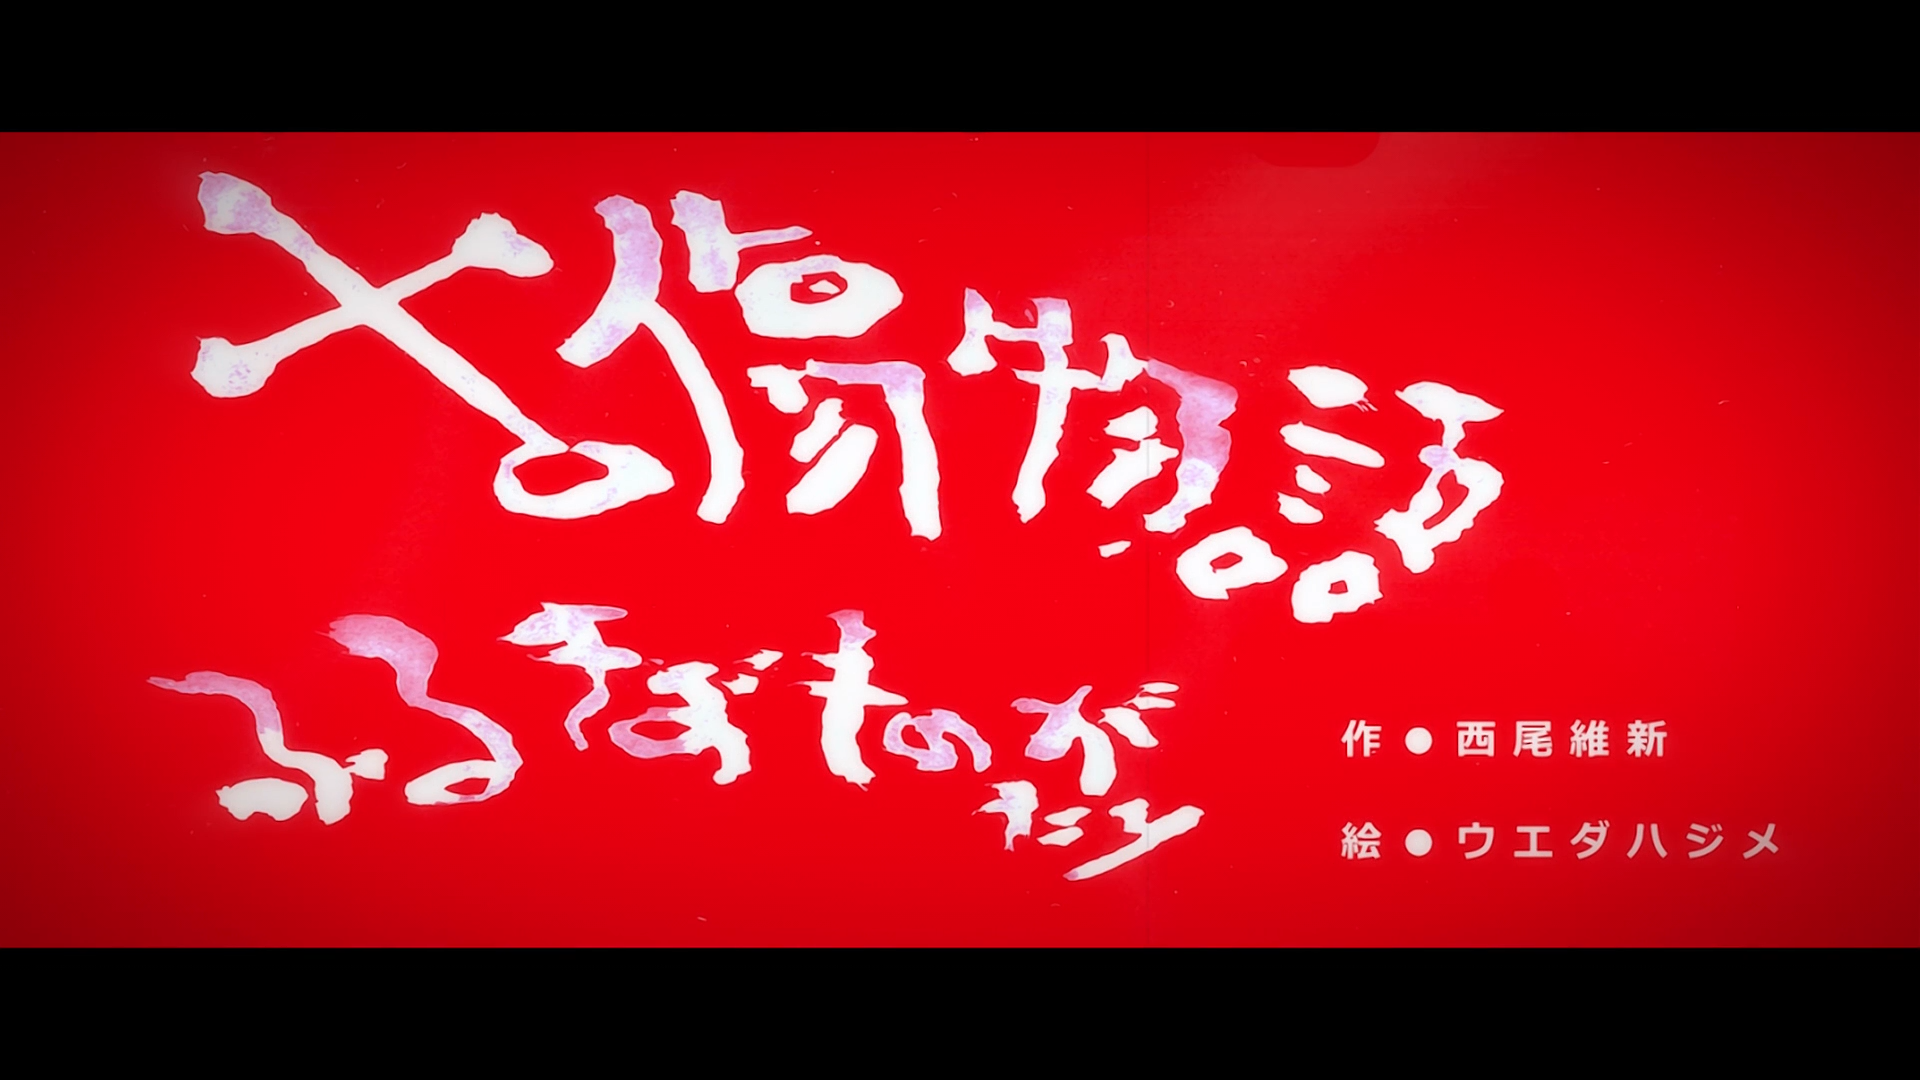 古傷物語
ふるきずものがたり
作●西尾維新
絵●ウエダハジメ